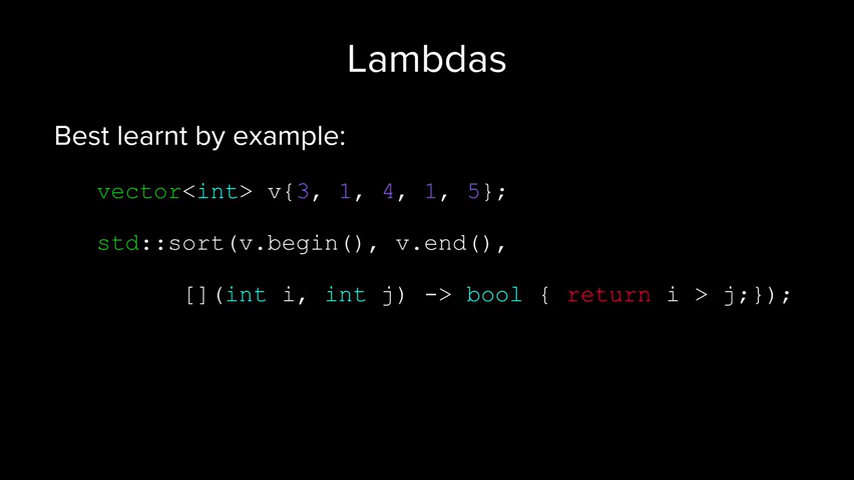 Lambdas
Best learnt by example:
vector<int> v{3, 1, 4, 1, 5};
std::sort(v.begin(), v.end(),
[](int i, int j) -> bool { return i > j;});